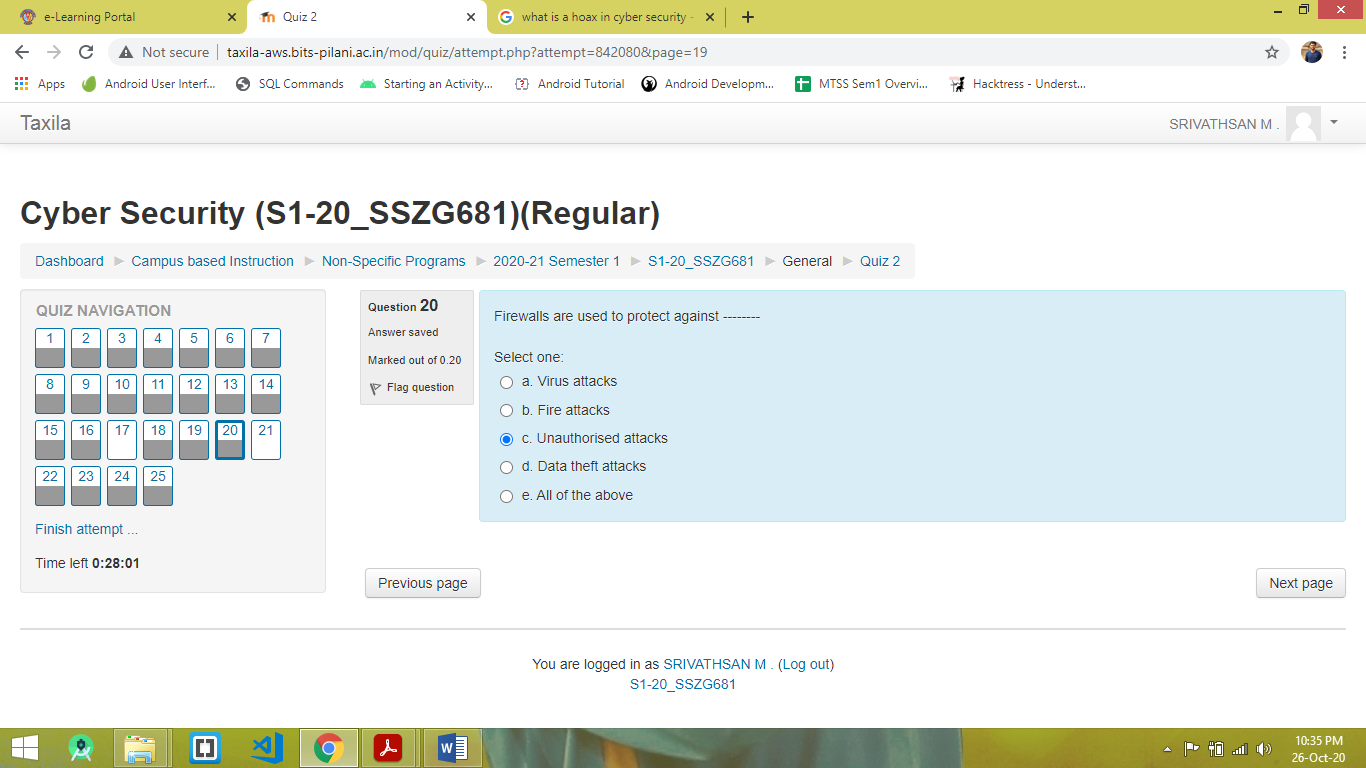 e-Learning Portal
Quiz 2
what is a hoax in cyber security -
Not secure
taxila-aws.bits-pilani.ac.in/mod/quiz/attempt.php?attempt=842080&page=19
Apps
Android User Interf...
SQL Commands
Starting an Activity...
Android Tutorial
Android Developm...
MTSS Sem1 Overvi...
Hacktress - Underst...
Taxila
SRIVATHSAN M .
Cyber Security (S1-20_SSZG681)(Regular)
Dashboard ▶ Campus based Instruction ▶ Non-Specific Programs ▶ 2020-21 Semester 1 ▶ S1-20_SSZG681 ▶ General ▶ Quiz 2
QUIZ NAVIGATION
1 2 3 4 5 6 7
8 9 10 11 12 13 14
15 16 17 18 19 20 21
22 23 24 25
Finish attempt ...
Time left 0:28:01
Question 20
Answer saved
Marked out of 0.20
Flag question
Firewalls are used to protect against --------
Select one:
a. Virus attacks
b. Fire attacks
c. Unauthorised attacks
d. Data theft attacks
e. All of the above
Previous page
Next page
You are logged in as SRIVATHSAN M . (Log out)
S1-20_SSZG681
10:35 PM
26-Oct-20